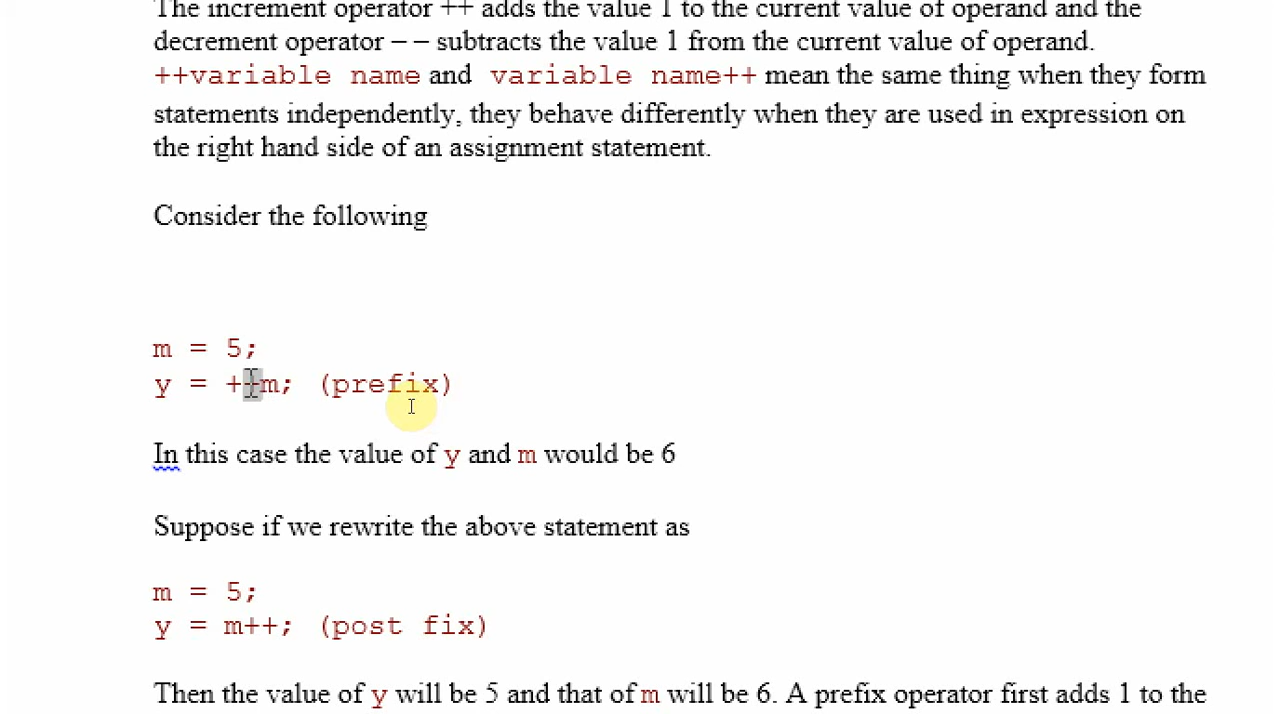 The increment operator ++ adds the value 1 to the current value of operand and the
decrement operator – – subtracts the value 1 from the current value of operand.
++variable name and variable name++ mean the same thing when they form
statements independently, they behave differently when they are used in expression on
the right hand side of an assignment statement.
Consider the following
m = 5;
y = ++m; (prefix)
In this case the value of y and m would be 6
Suppose if we rewrite the above statement as
m = 5;
y = m++; (post fix)
Then the value of y will be 5 and that of m will be 6. A prefix operator first adds 1 to the